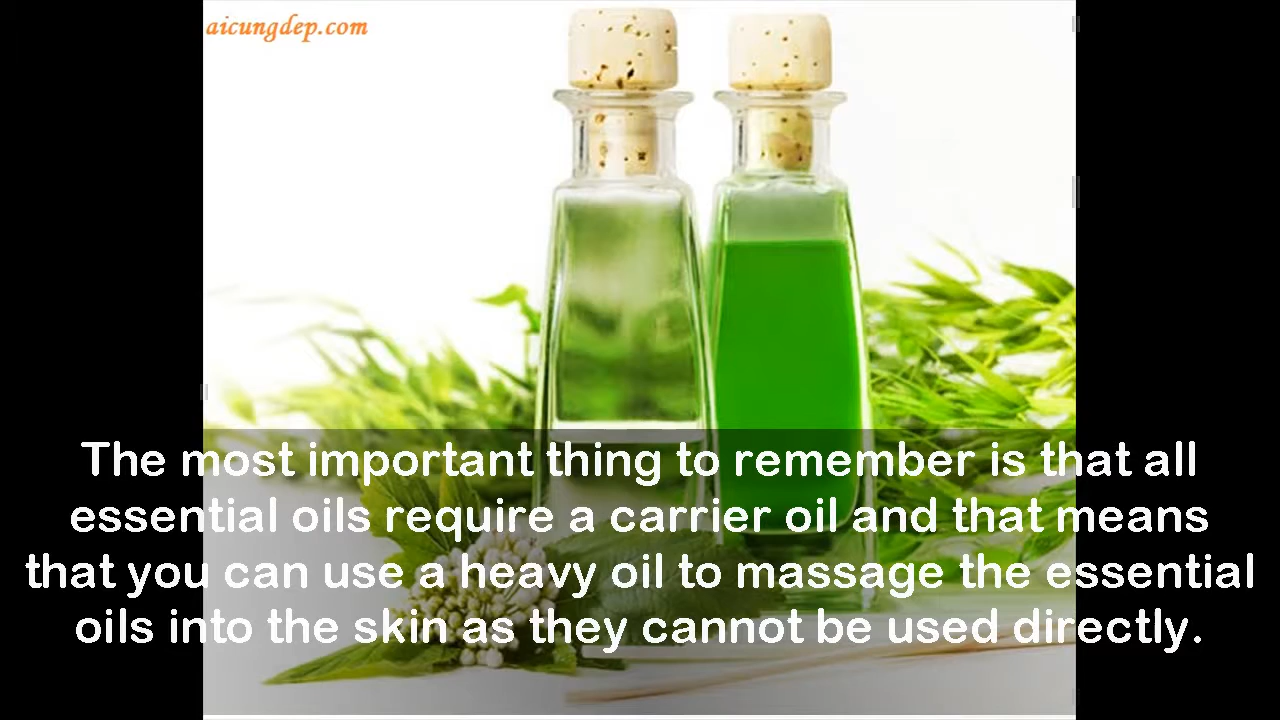 aicungdep.com
The most important thing to remember is that all
essential oils require a carrier oil and that means
that you can use a heavy oil to massage the essential
oils into the skin as they cannot be used directly.